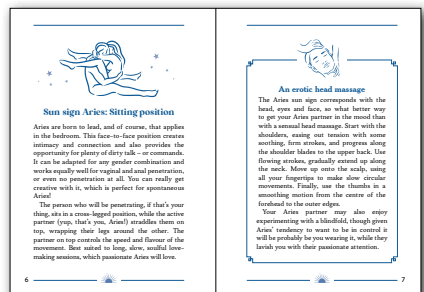 Sun sign Aries: Sitting position
Aries are born to lead, and of course, that applies
in the bedroom. This face-to-face position creates
intimacy and connection and also provides the
opportunity for plenty of dirty talk – or commands.
It can be adapted for any gender combination and
works equally well for vaginal and anal penetration,
or even no penetration at all. You can really get
creative with it, which is perfect for spontaneous
Aries!
The person who will be penetrating, if that's your
thing, sits in a cross-legged position, while the active
partner (yup, that's you, Aries!) straddles them on
top, wrapping their legs around the other. The
partner on top controls the speed and flavour of the
movement. Best suited to long, slow, soulful love-
making sessions, which passionate Aries will love.
6
An erotic head massage
The Aries sun sign corresponds with the
head, eyes and face, so what better way
to get your Aries partner in the mood than
with a sensual head massage. Start with the
shoulders, easing out tension with some
soothing, firm strokes, and progress along
the shoulder blades to the upper back. Use
flowing strokes, gradually extend up along
the neck. Move up onto the scalp, using
all your fingertips to make slow circular
movements. Finally, use the thumbs in a
smoothing motion from the centre of the
forehead to the outer edges.
Your Aries partner may also enjoy
experimenting with a blindfold, though given
Aries' tendency to want to be in control it
will be probably be you wearing it, while they
lavish you with their passionate attention.
7